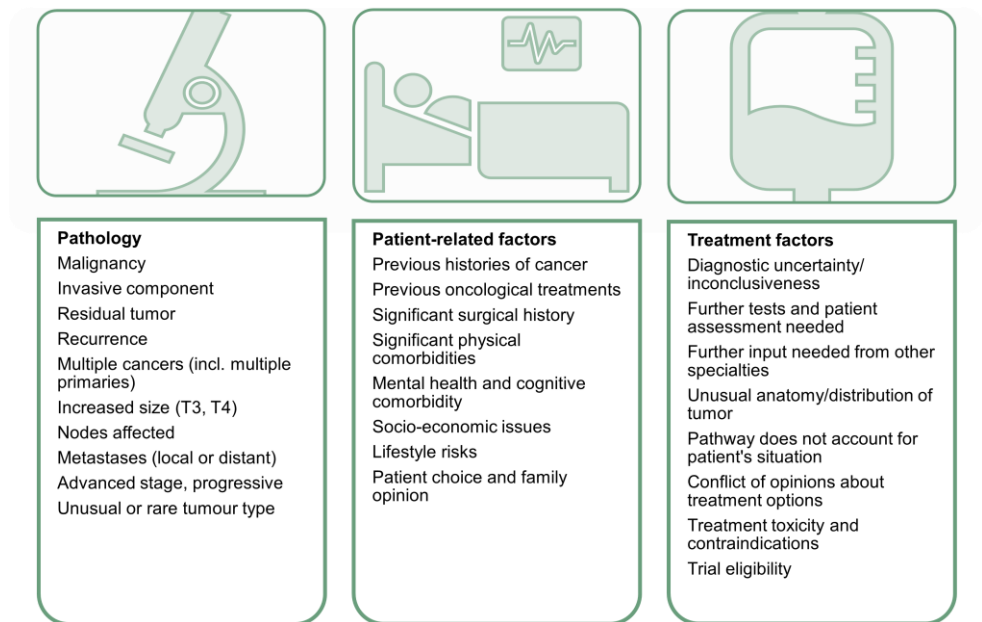 Pathology
Malignancy
Invasive component
Residual tumor
Recurrence
Multiple cancers (incl. multiple
primaries)
Increased size (T3, T4)
Nodes affected
Metastases (local or distant)
Advanced stage, progressive
Unusual or rare tumour type
Patient-related factors
Previous histories of cancer
Previous oncological treatments
Significant surgical history
Significant physical
comorbidities
Mental health and cognitive
comorbidity
Socio-economic issues
Lifestyle risks
Patient choice and family
opinion
Treatment factors
Diagnostic uncertainty/
inconclusiveness
Further tests and patient
assessment needed
Further input needed from other
specialties
Unusual anatomy/distribution of
tumor
Pathway does not account for
patient's situation
Conflict of opinions about
treatment options
Treatment toxicity and
contraindications
Trial eligibility